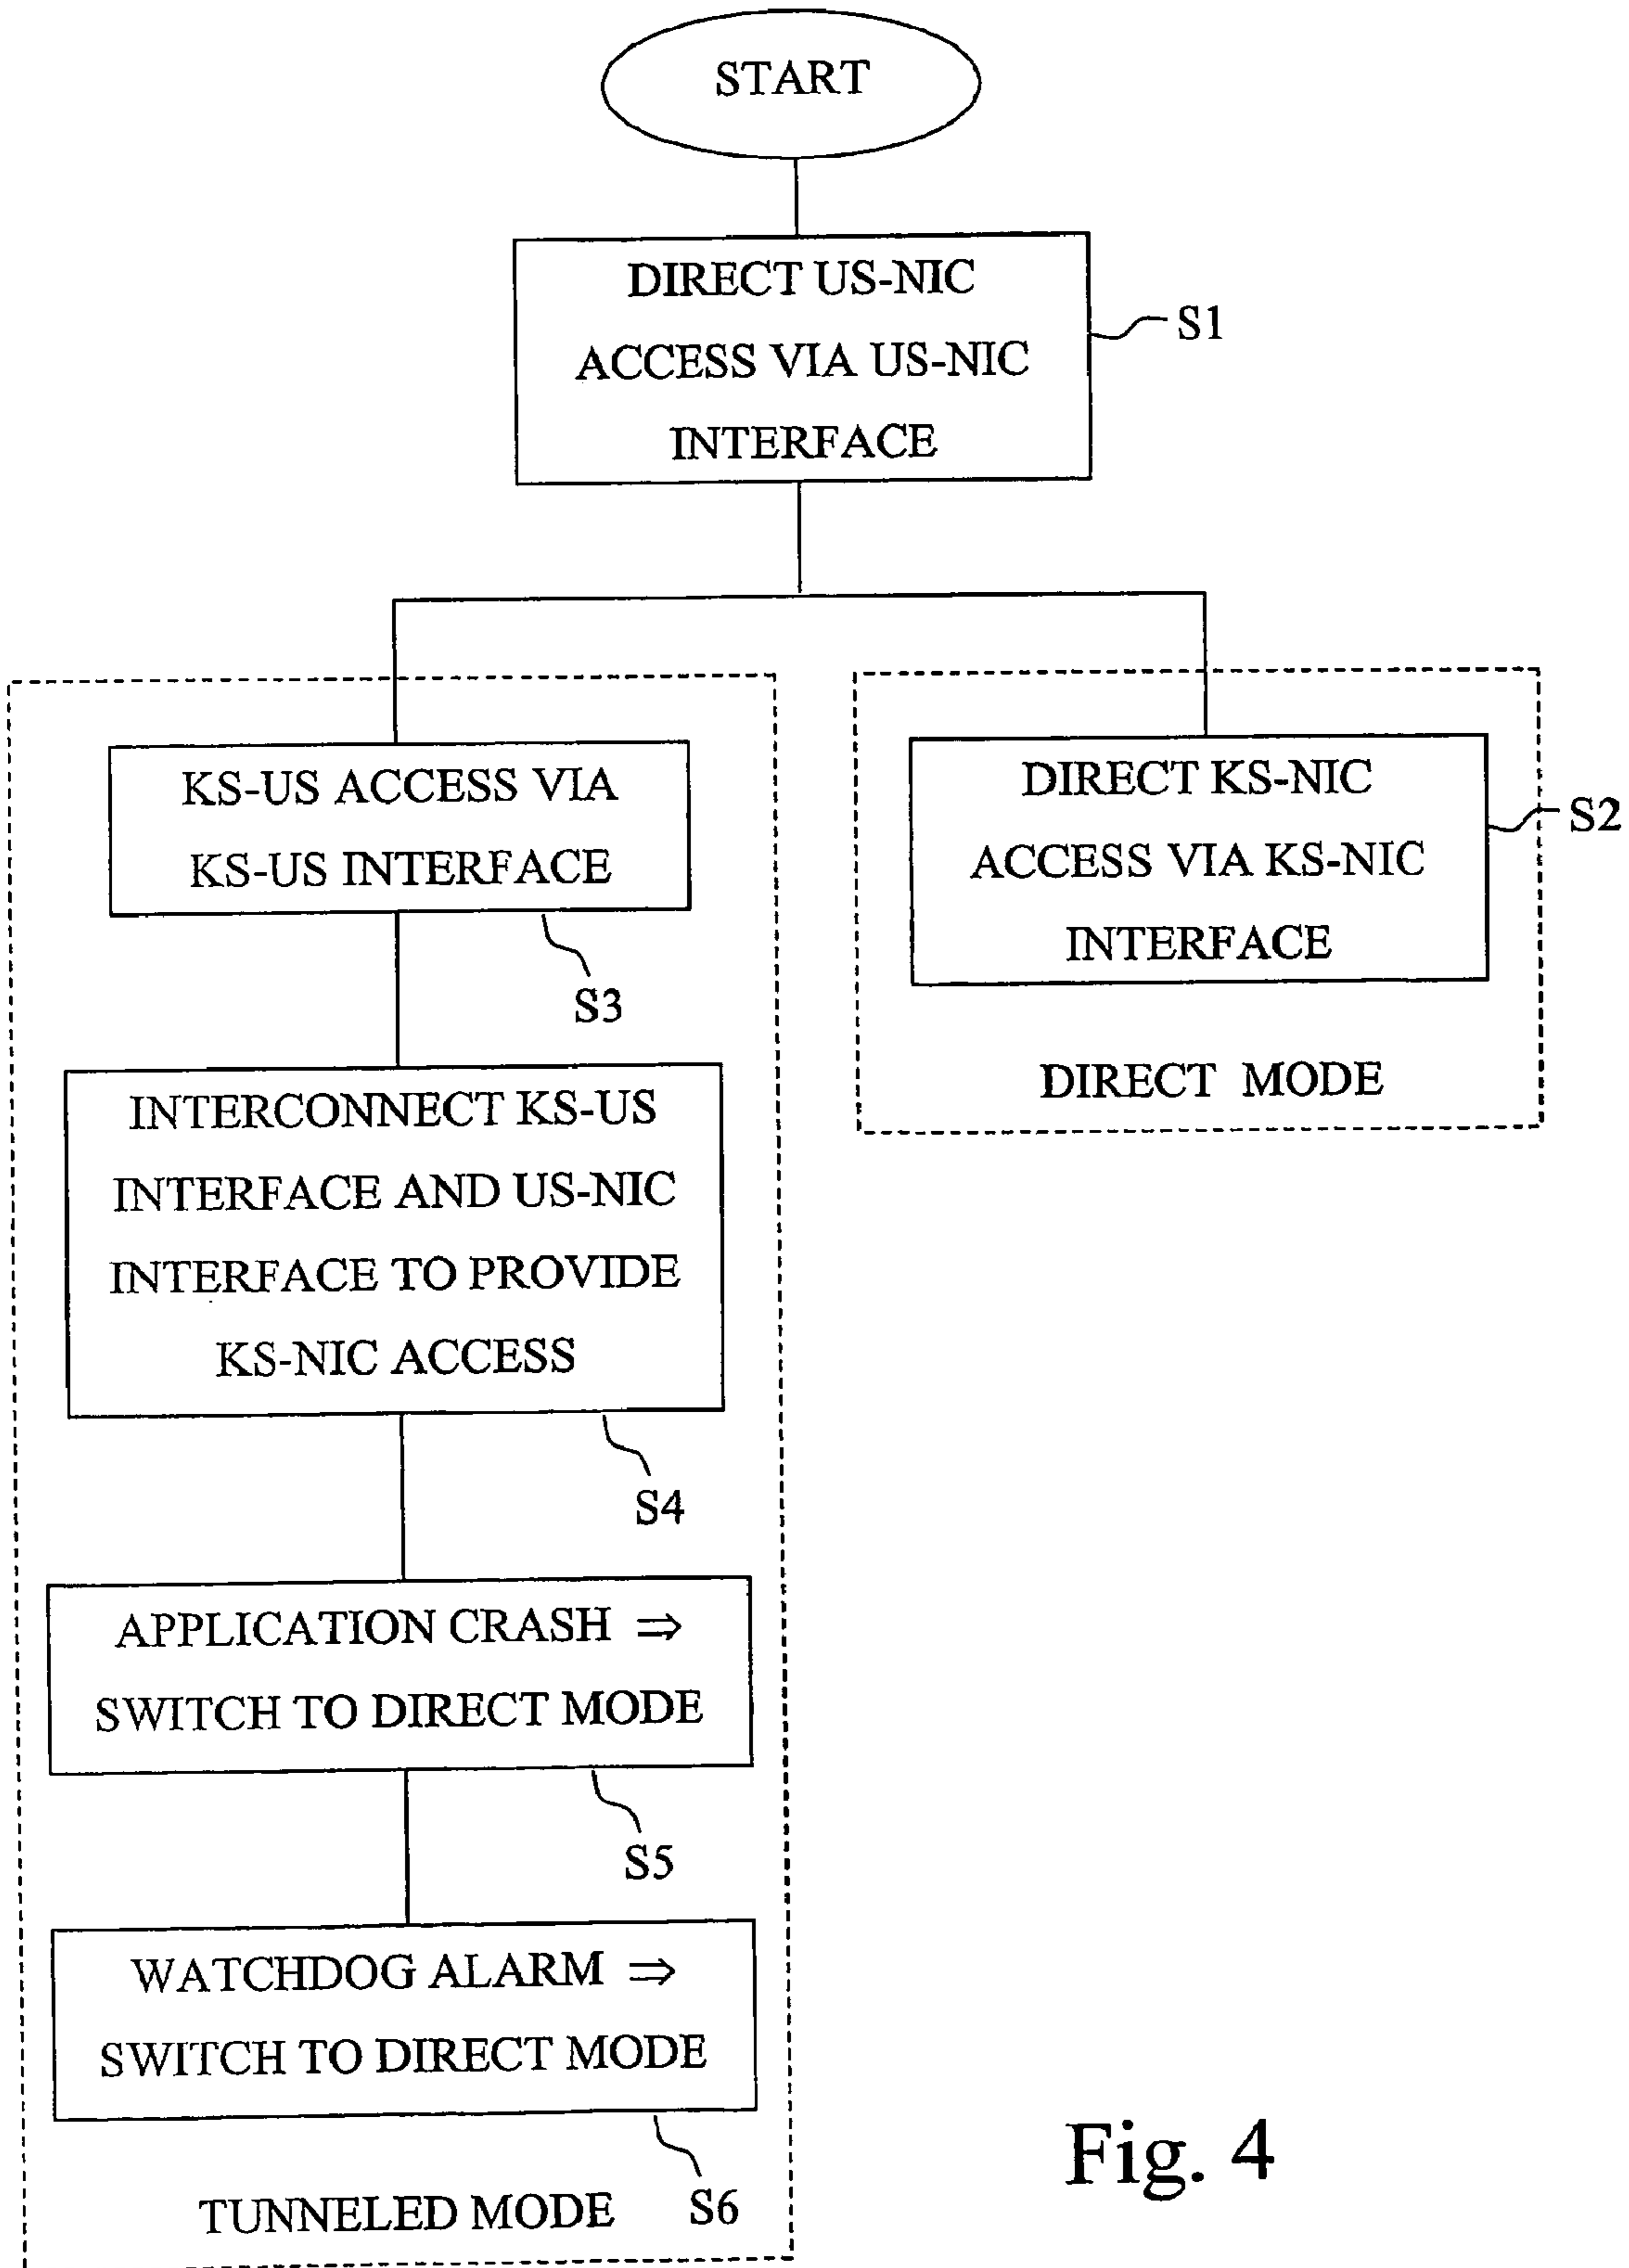 START
DIRECT US-NIC
ACCESS VIA US-NIC
INTERFACE
S1
KS-US ACCESS VIA
KS-US INTERFACE
S3
INTERCONNECT KS-US
INTERFACE AND US-NIC
INTERFACE TO PROVIDE
KS-NIC ACCESS
S4
APPLICATION CRASH ⇒
SWITCH TO DIRECT MODE
S5
WATCHDOG ALARM ⇒
SWITCH TO DIRECT MODE
S6
TUNNELED MODE
DIRECT KS-NIC
ACCESS VIA KS-NIC
INTERFACE
S2
DIRECT MODE
Fig. 4